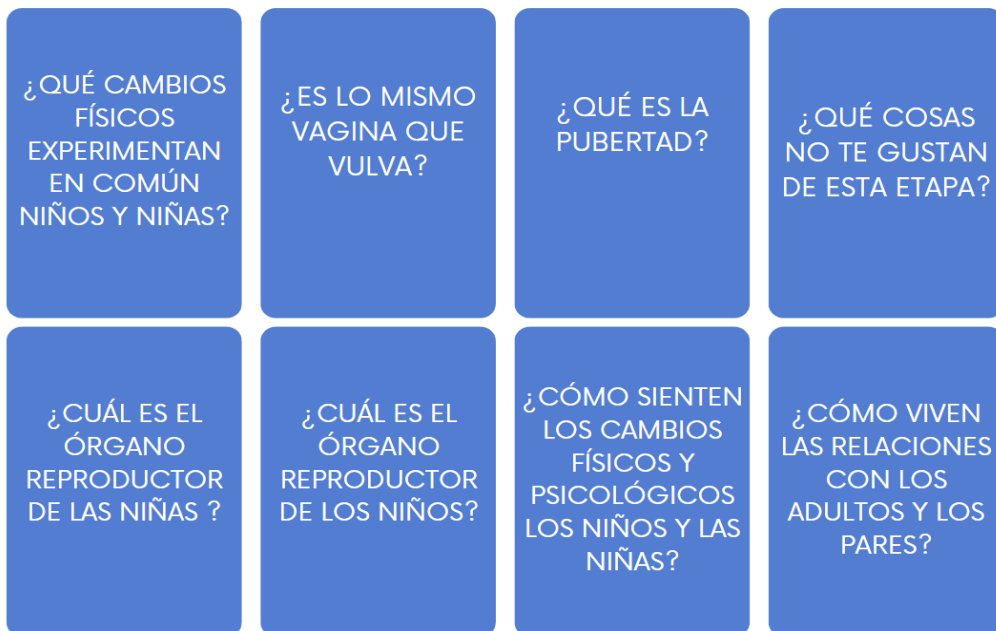 ¿QUÉ CAMBIOS
FÍSICOS
EXPERIMENTAN
EN COMÚN
NIÑOS Y NIÑAS?
¿ES LO MISMO
VAGINA QUE
VULVA?
¿QUÉ ES LA
PUBERTAD?
¿QUÉ COSAS
NO TE GUSTAN
DE ESTA ETAPA?
¿CUÁL ES EL
ÓRGANO
REPRODUCTOR
DE LAS NIÑAS ?
¿CUÁL ES EL
ÓRGANO
REPRODUCTOR
DE LOS NIÑOS?
¿CÓMO SIENTEN
LOS CAMBIOS
FÍSICOS Y
PSICOLÓGICOS
LOS NIÑOS Y LAS
NIÑAS?
¿CÓMO VIVEN
LAS RELACIONES
CON LOS
ADULTOS Y LOS
PARES?